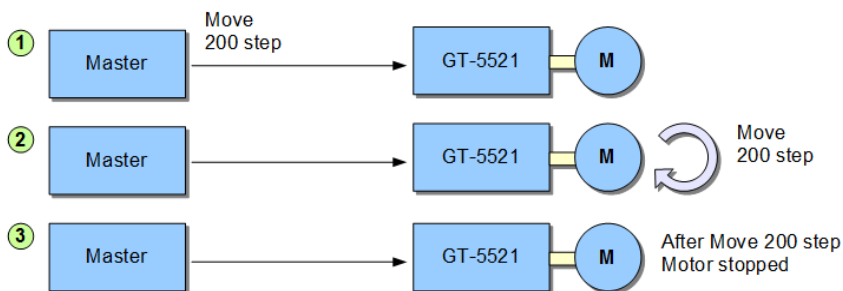 Move
200 step
1
Master
GT-5521
M
2
Master
GT-5521
M
Move
200 step
3
Master
GT-5521
M
After Move 200 step
Motor stopped